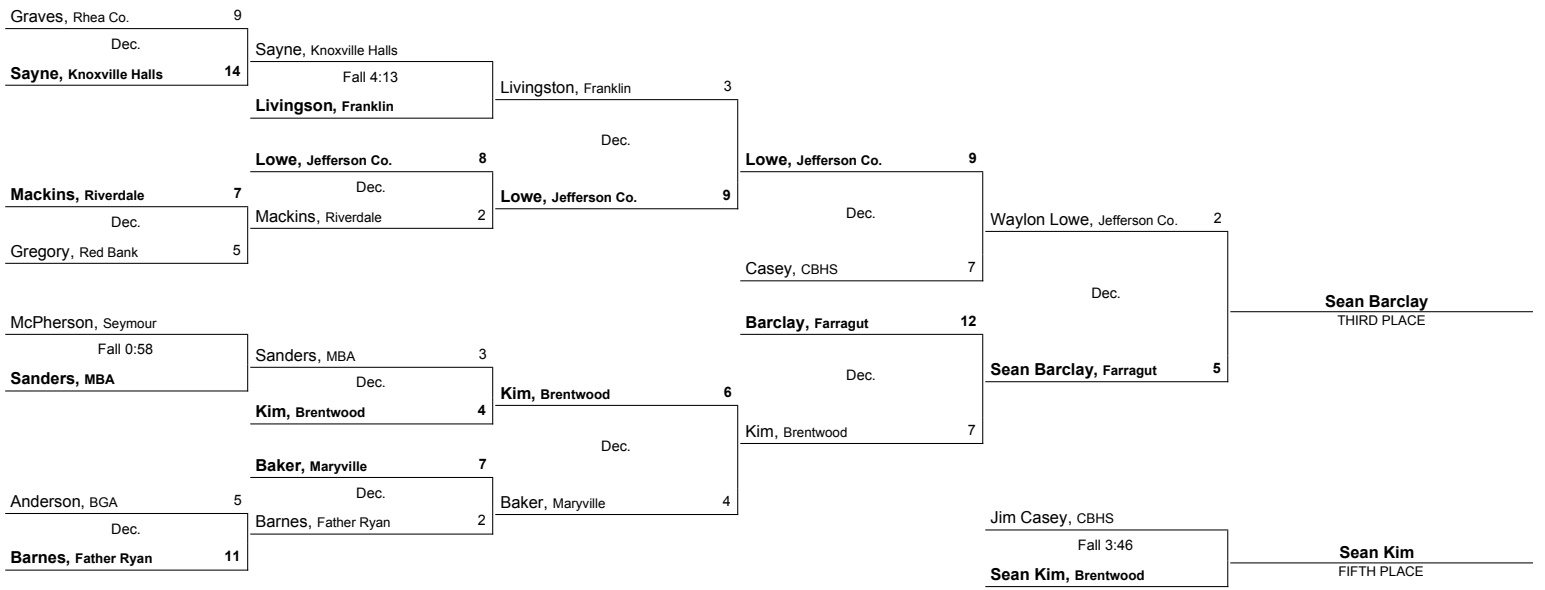 Graves, Rhea Co. 9
Dec.
Sayne, Knoxville Halls 14
Mackins, Riverdale 7
Dec.
Gregory, Red Bank 5
McPherson, Seymour
Fall 0:58
Sanders, MBA
Anderson, BGA 5
Dec.
Barnes, Father Ryan 11
Sayne, Knoxville Halls
Fall 4:13
Livingson, Franklin
Lowe, Jefferson Co. 8
Dec.
Mackins, Riverdale 2
Sanders, MBA 3
Dec.
Kim, Brentwood 4
Baker, Maryville 7
Dec.
Barnes, Father Ryan 2
Livingston, Franklin 3
Dec.
Lowe, Jefferson Co. 9
Kim, Brentwood 6
Dec.
Baker, Maryville 4
Lowe, Jefferson Co. 9
Dec.
Casey, CBHS 7
Barclay, Farragut 12
Dec.
Kim, Brentwood 7
Waylon Lowe, Jefferson Co. 2
Dec.
Sean Barclay, Farragut 5
Jim Casey, CBHS
Fall 3:46
Sean Kim, Brentwood
Sean Barclay
THIRD PLACE
Sean Kim
FIFTH PLACE